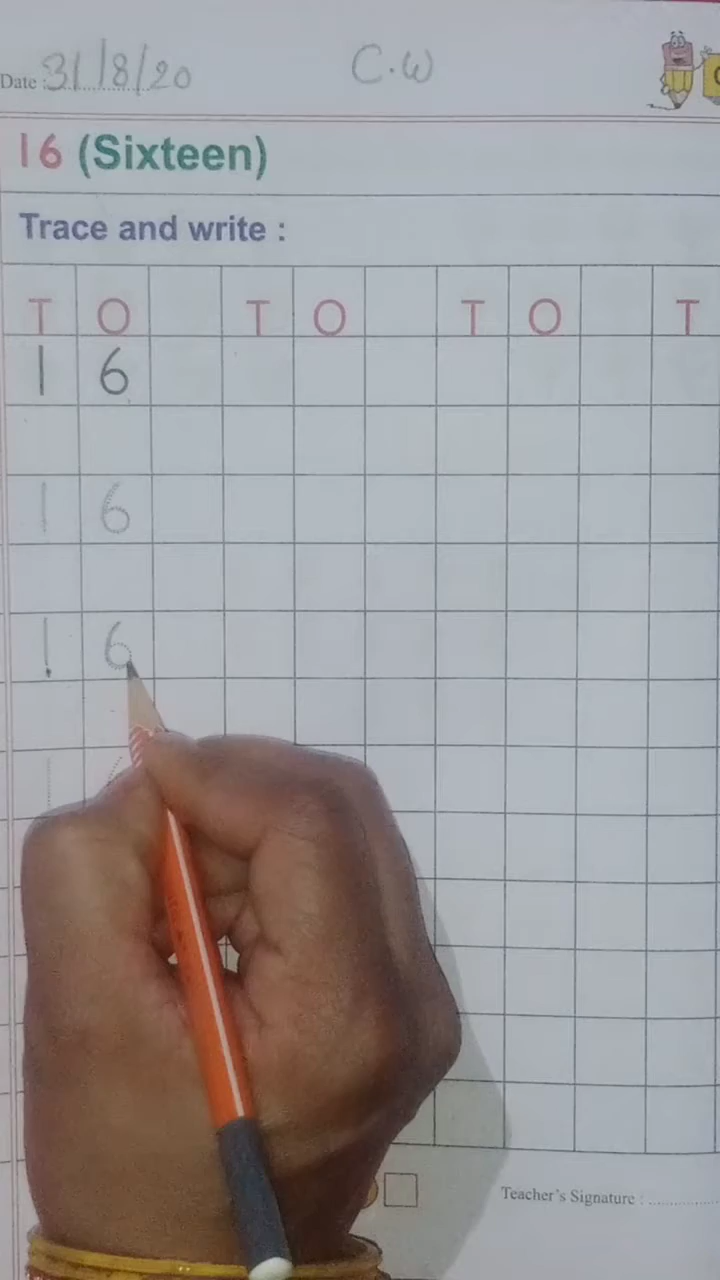 Date : 31/8/20 C.W
16 (Sixteen)
Trace and write :
T O T O T O T
1 6
1 6
1 6
Teacher's Signature :